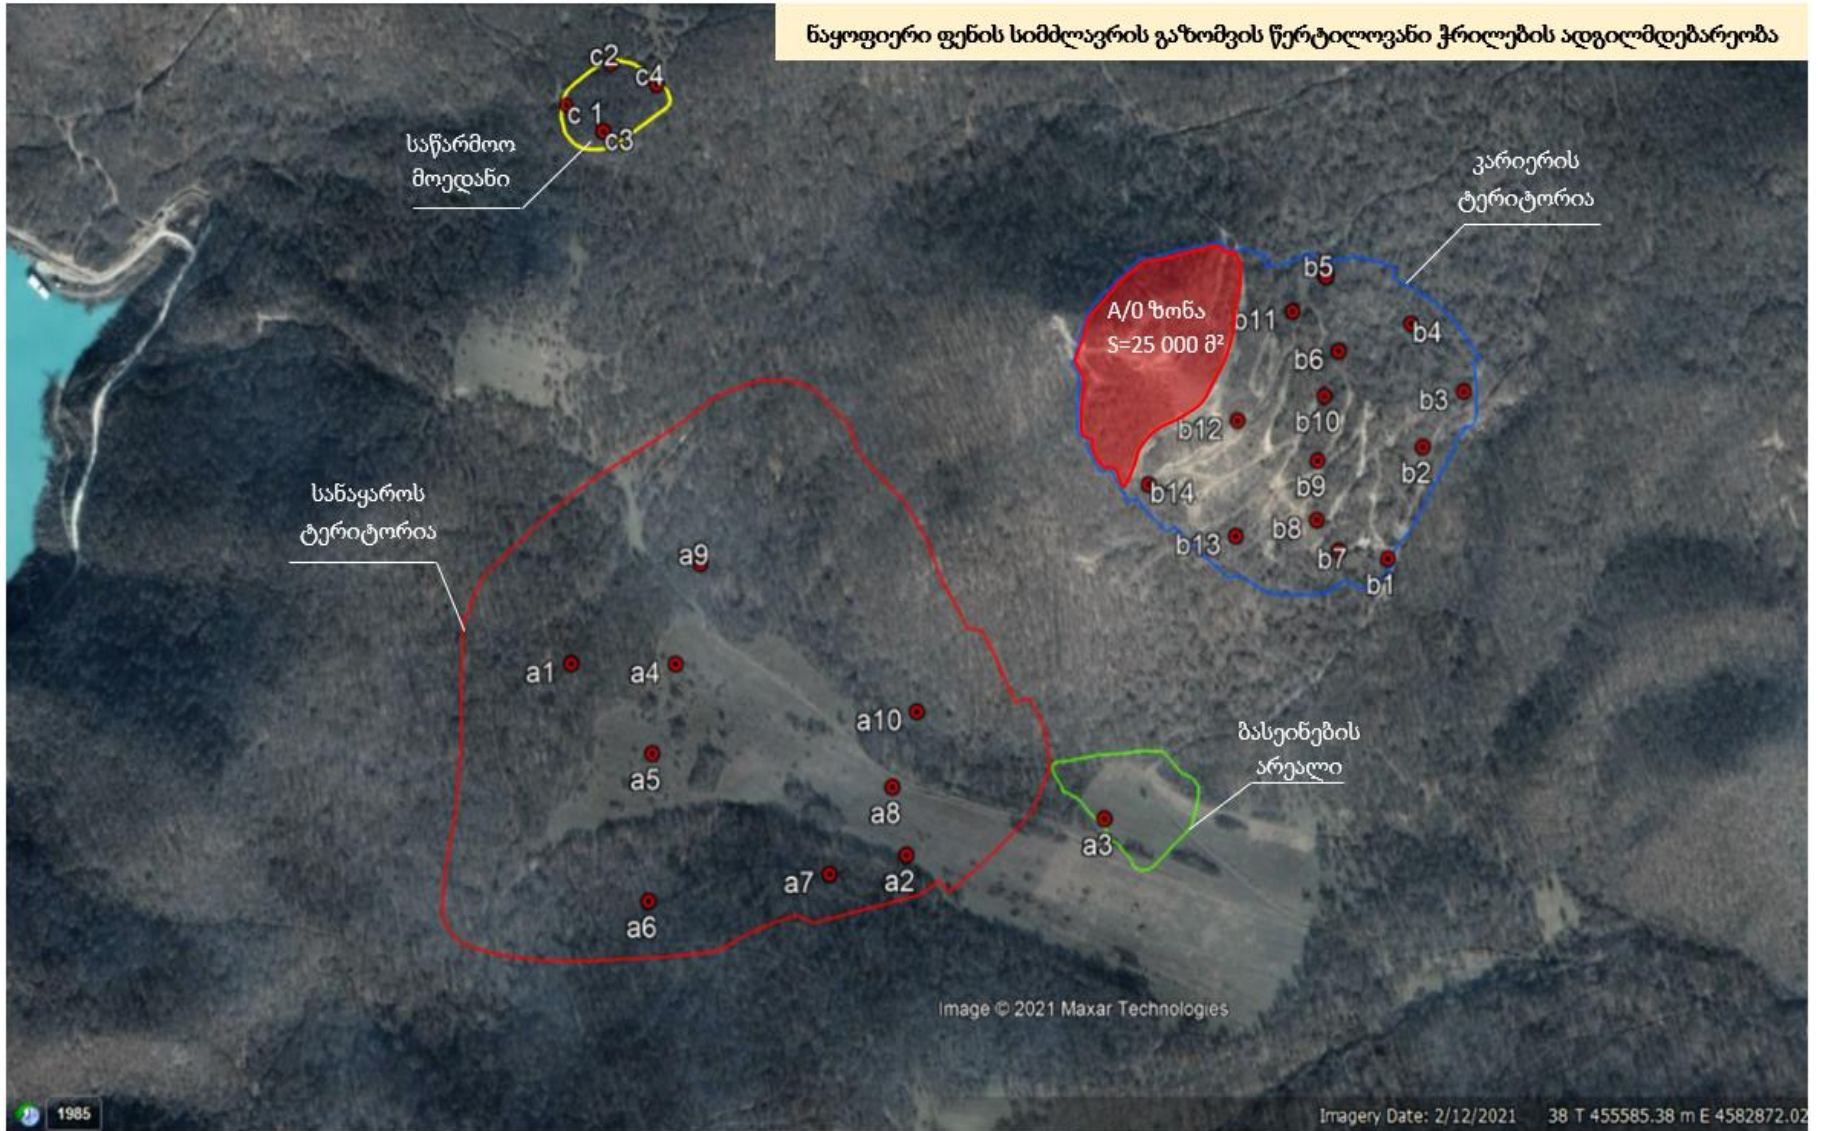 ნაყოფიერი ფენის სიმძლავრის გაზომვის წერტილოვანი ჭრილების ადგილმდებარეობა
c2
c4
c 1
c3
საწარმოო
მოედანი
კარიერის
ტერიტორია
b5
A/0 ზონა
S=25 000 მ²
b11
b4
b6
b3
b10
b12
b2
b9
b14
b8
b13
b7
b1
სანაყაროს
ტერიტორია
a9
a1
a4
a10
ბასეინების
არეალი
a5
a8
a3
a7
a2
a6
Image © 2021 Maxar Technologies
1985
Imagery Date: 2/12/2021
38 T 455585.38 m E 4582872.02